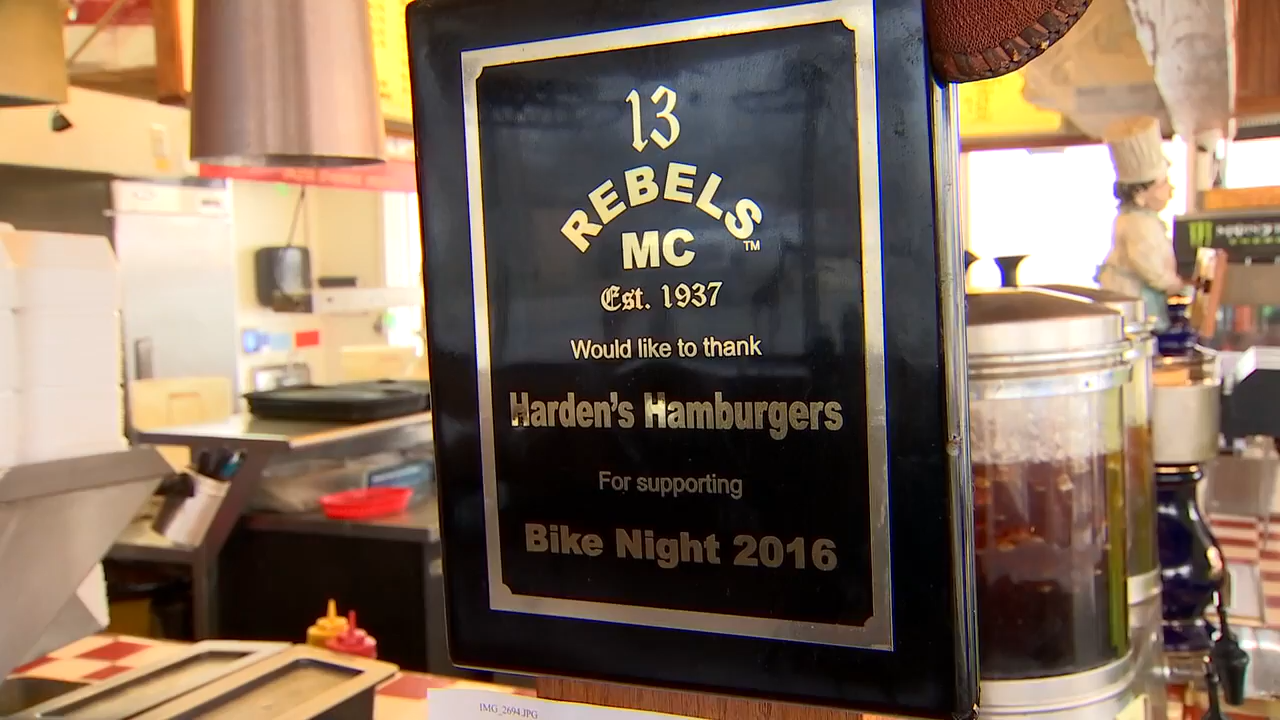 13
REBELS
MC
TM
Est. 1937
Would like to thank
Harden's Hamburgers
For supporting
Bike Night 2016
IMG_2694.JPG